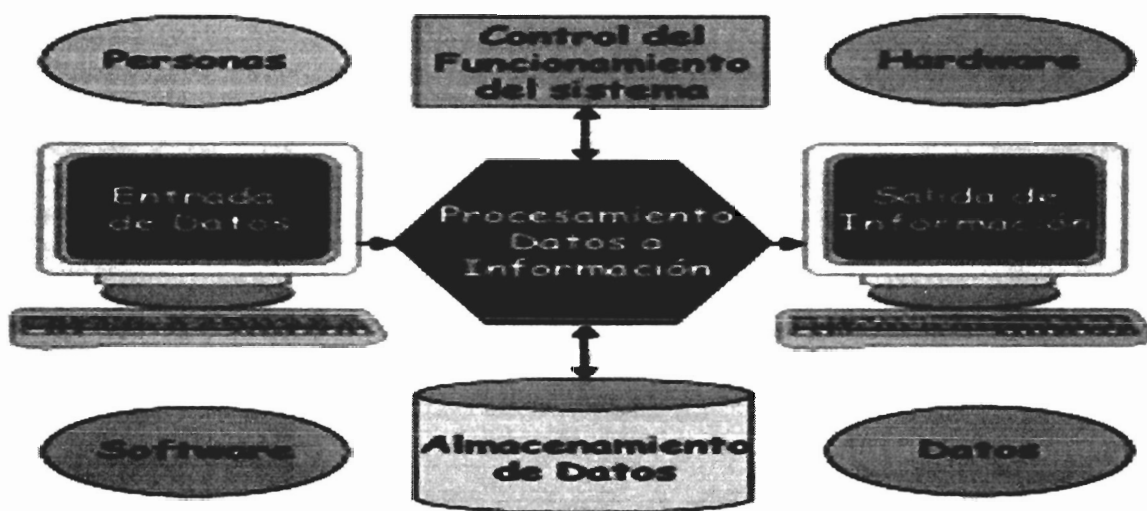 Personas
Control del
Funcionamiento
del sistema
Hardware
Entrada
de Datos
Procesamiento
Datos a
Información
Salida de
Información
Software
Almacenamiento
de Datos
Datos